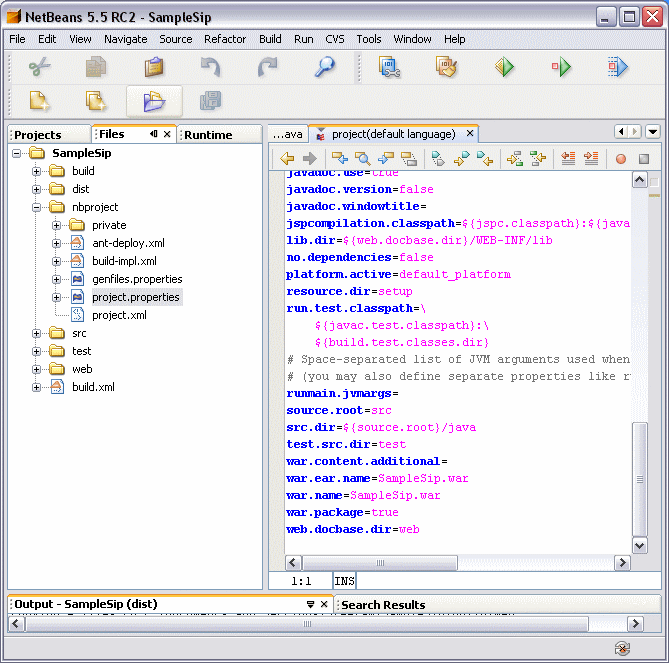 NetBeans 5.5 RC2 - SampleSip
File Edit View Navigate Source Refactor Build Run CVS Tools Window Help
Projects Files Runtime
...ava project(default language)
SampleSip
build
dist
nbproject
private
ant-deploy.xml
build-impl.xml
genfiles.properties
project.properties
project.xml
src
test
web
build.xml
javadoc.use=true
javadoc.version=false
javadoc.windowtitle=
jspcompilation.classpath=${jspc.classpath}:${java
lib.dir=${web.docbase.dir}/WEB-INF/lib
no.dependencies=false
platform.active=default_platform
resource.dir=setup
run.test.classpath=\
${javac.test.classpath}:\
${build.test.classes.dir}
# Space-separated list of JVM arguments used when
# (you may also define separate properties like r
runmain.jvmargs=
source.root=src
src.dir=${source.root}/java
test.src.dir=test
war.content.additional=
war.ear.name=SampleSip.war
war.name=SampleSip.war
war.package=true
web.docbase.dir=web
1:1 INS
Output - SampleSip (dist) Search Results